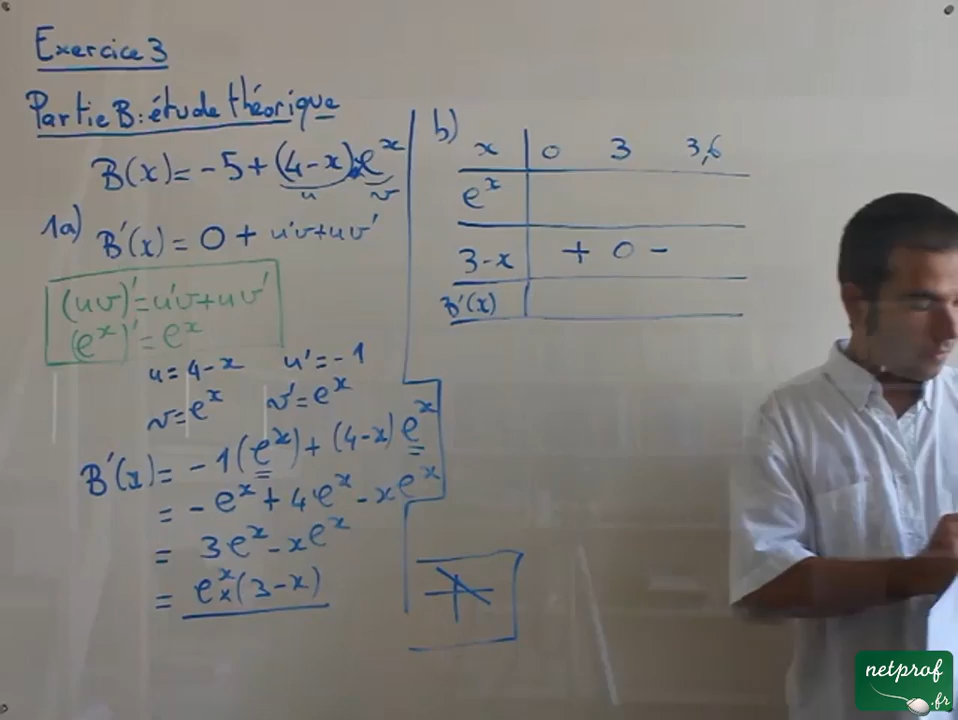 Exercice 3
Partie B : étude théorique
B(x) = -5 + (4-x)×e^x
u v
1a) B'(x) = 0 + u'v+uv'
(uv)'=u'v+uv'
(e^x)'=e^x
u=4-x u'=-1
v=e^x v'=e^x
B'(x)= -1(e^x)+(4-x)e^x
= -e^x+4e^x-xe^x
= 3e^x-xe^x
= e^x×(3-x)
b)
x 0 3 3,6
e^x
3-x + 0 -
B'(x)
netprof
.fr